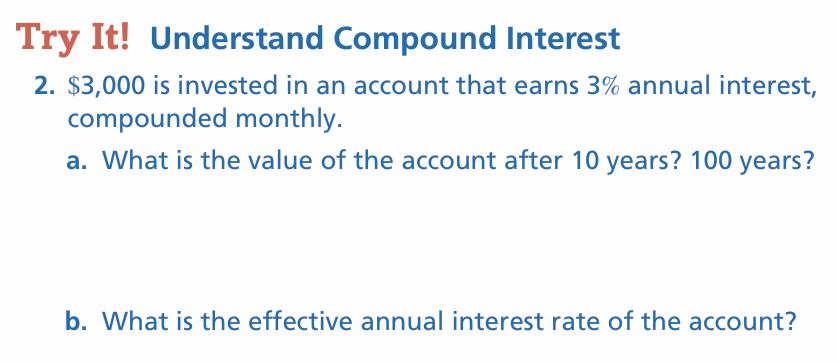 Try It! Understand Compound Interest
2. $3,000 is invested in an account that earns 3% annual interest,
compounded monthly.
a. What is the value of the account after 10 years? 100 years?
b. What is the effective annual interest rate of the account?